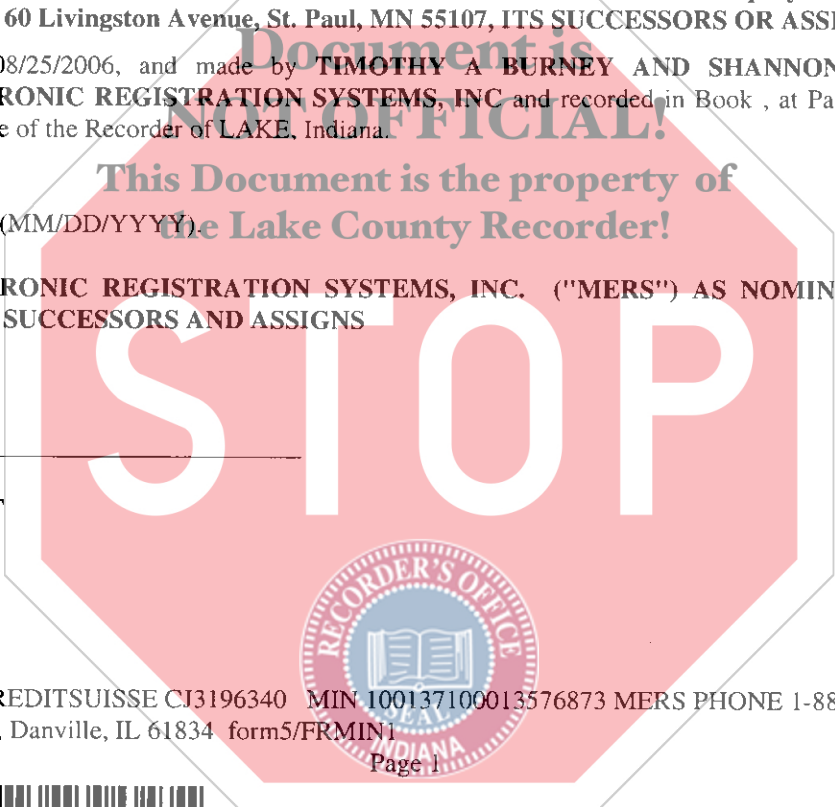 60 Livingston Avenue, St. Paul, MN 55107, ITS SUCCESSORS OR ASSI
Document is
08/25/2006, and made by TIMOTHY A BURNEY AND SHANNON
RONIC REGISTRATION SYSTEMS, INC and recorded in Book , at Pa
NOT OFFICIAL!
e of the Recorder of LAKE, Indiana.
This Document is the property of
(MM/DD/YYYY).
the Lake County Recorder!
RONIC REGISTRATION SYSTEMS, INC. ("MERS") AS NOMIN
SUCCESSORS AND ASSIGNS
STOP
RECORDER'S OFFICE
REDITSUISSE CJ3196340 MIN 100137100013576873 MERS PHONE 1-88
SEAL
, Danville, IL 61834 form5/FRMIN1
INDIANA
Page 1